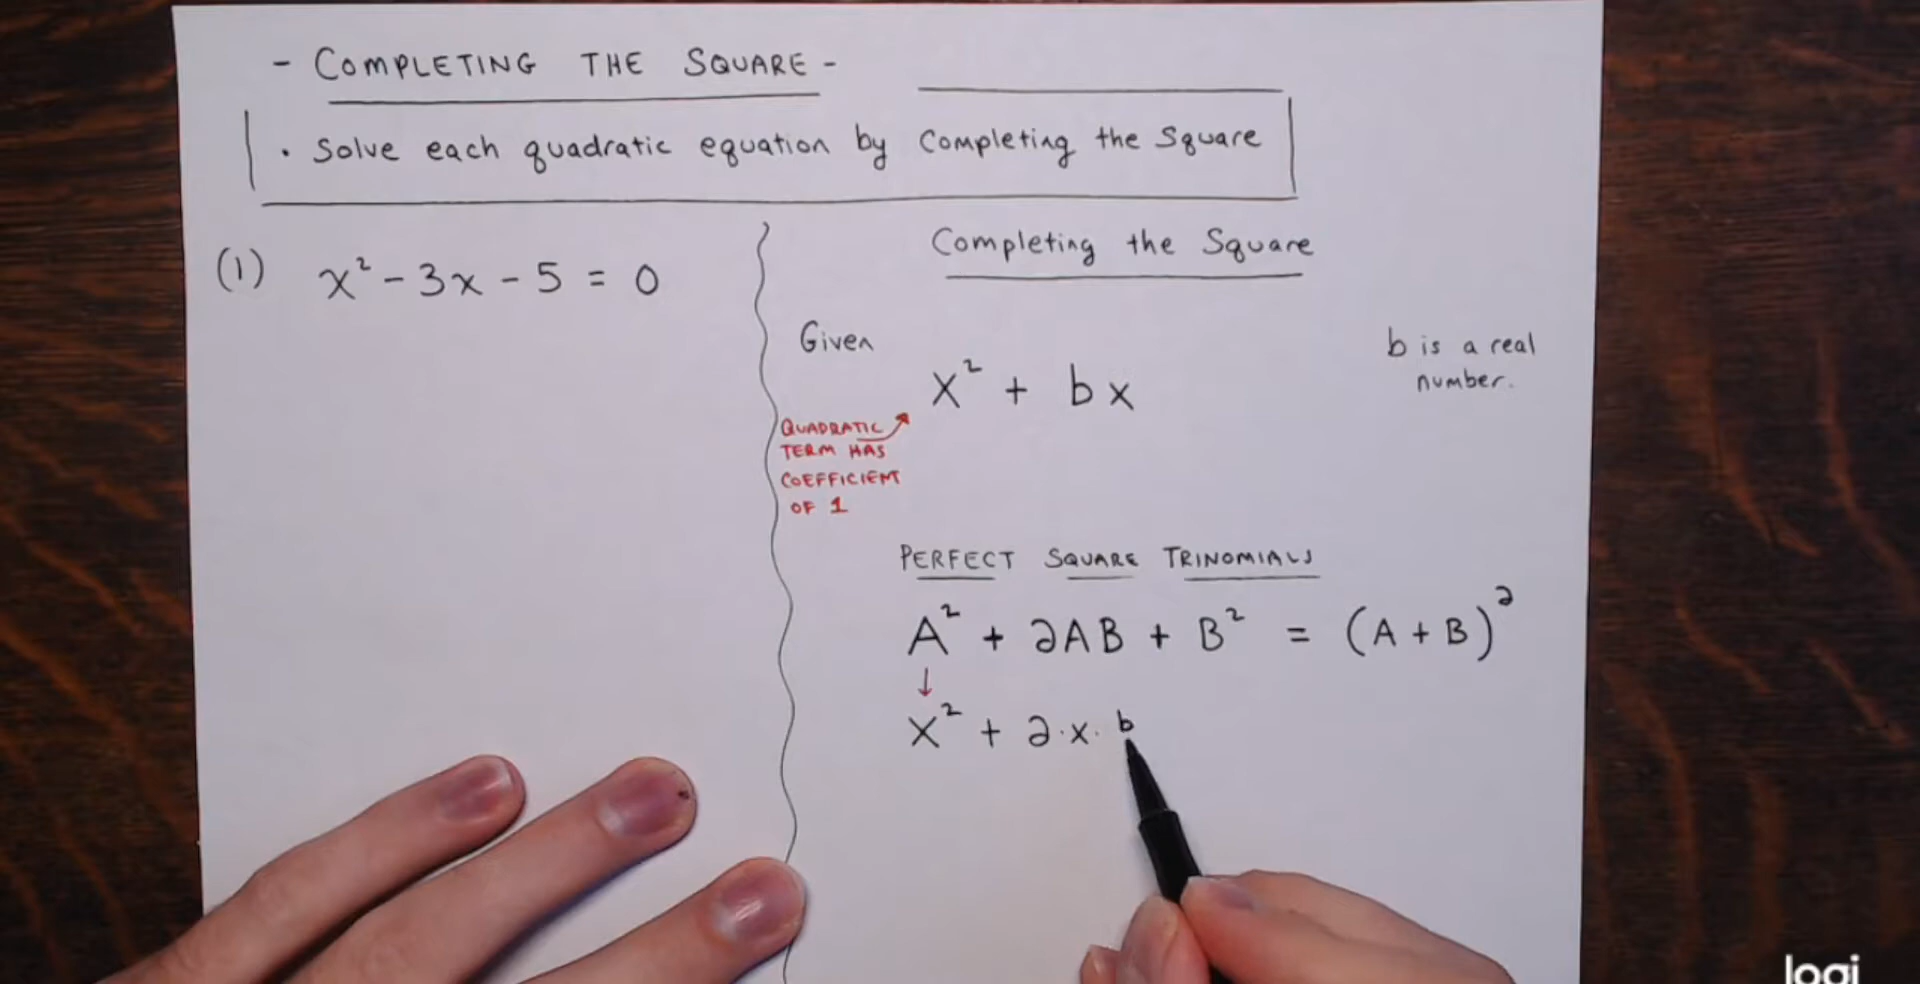 - COMPLETING THE SQUARE -
· Solve each quadratic equation by Completing the Square
(1) x² - 3x - 5 = 0
Completing the Square
Given
x² + bx
b is a real
number.
QUADRATIC
TERM HAS
COEFFICIENT
OF 1
PERFECT SQUARE TRINOMIALS
A² + 2AB + B² = (A + B)²
↓
x² + 2·x· b
logi